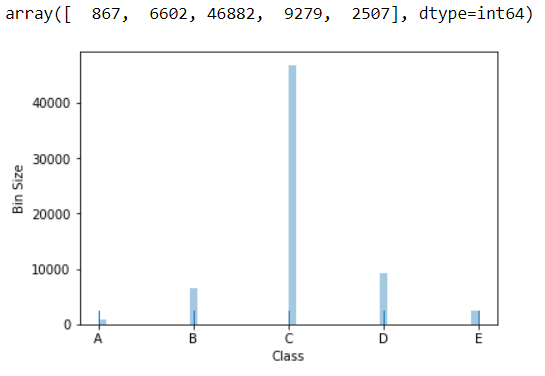 array([  867,  6602, 46882,  9279,  2507], dtype=int64)
40000
30000
20000
10000
0
Bin Size
A B C D E
Class